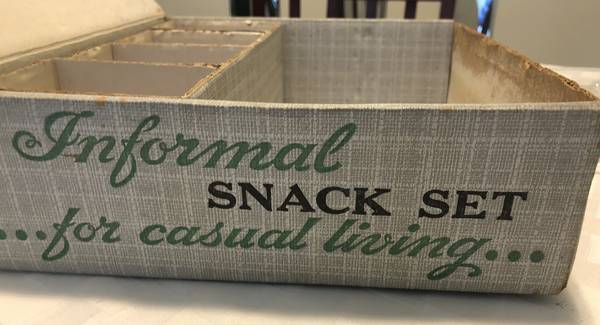 Informal
SNACK SET
...for casual living...